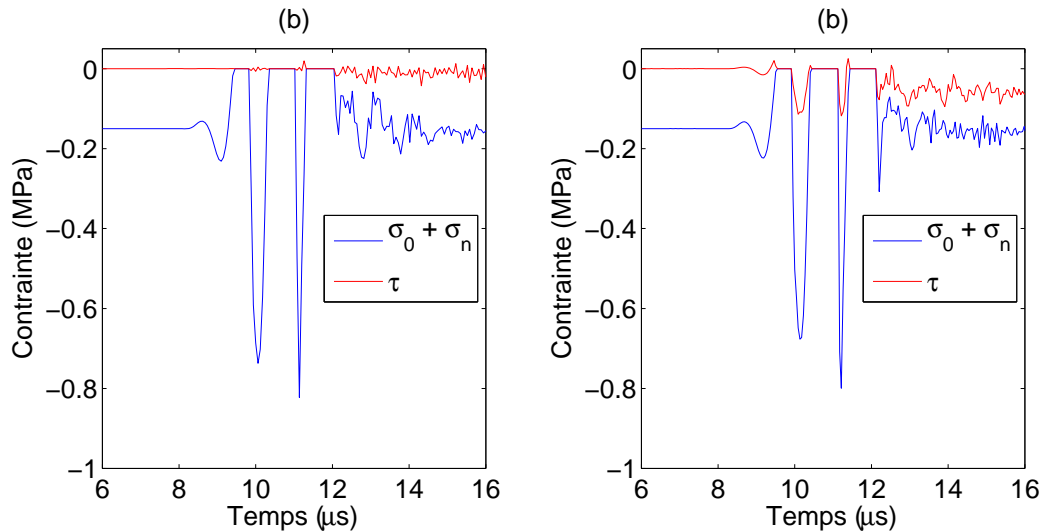 (b)
0
−0.2
−0.4
−0.6
−0.8
−1
6 8 10 12 14 16
Temps (μs)
Contrainte (MPa)
σ0 + σn
τ
(b)
0
−0.2
−0.4
−0.6
−0.8
−1
6 8 10 12 14 16
Temps (μs)
Contrainte (MPa)
σ0 + σn
τ